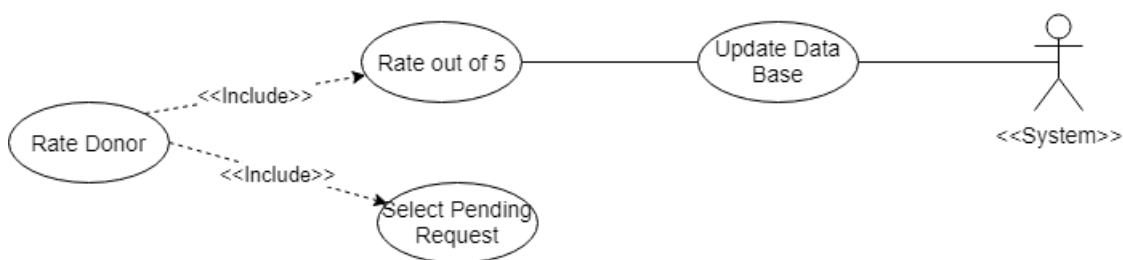 Rate out of 5
Update Data
Base
<<Include>>
Rate Donor
<<System>>
<<Include>>
Select Pending
Request